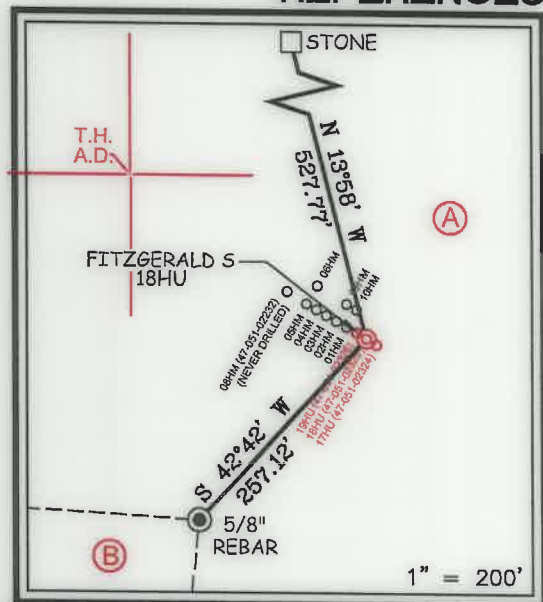 REFERENCES
STONE
T.H.
A.D.
N 13°58' W
527.77'
A
FITZGERALD S
18HU
06HM
10HM
08HM (47-051-02232)
(NEVER DRILLED)
05HM
04HM
03HM
02HM
01HM
19HU
18HU (47-051-
17HU (47-051-02324)
S 42°42' W
257.12'
5/8"
REBAR
B
1" = 200'